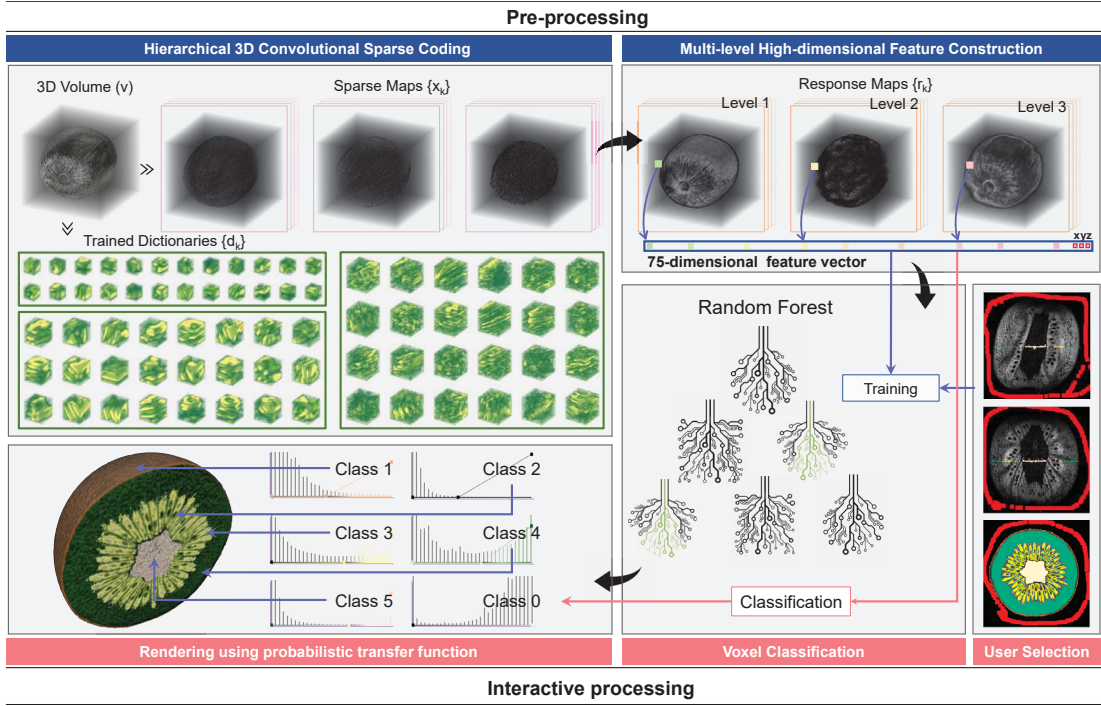 Pre-processing
Hierarchical 3D Convolutional Sparse Coding
Multi-level High-dimensional Feature Construction
3D Volume (v)
Sparse Maps {xk}
Response Maps {rk}
Level 1
Level 2
Level 3
Trained Dictionaries {dk}
xyz
75-dimensional feature vector
Random Forest
Training
Class 1
Class 2
Class 3
Class 4
Class 5
Class 0
Classification
Rendering using probabilistic transfer function
Voxel Classification
User Selection
Interactive processing